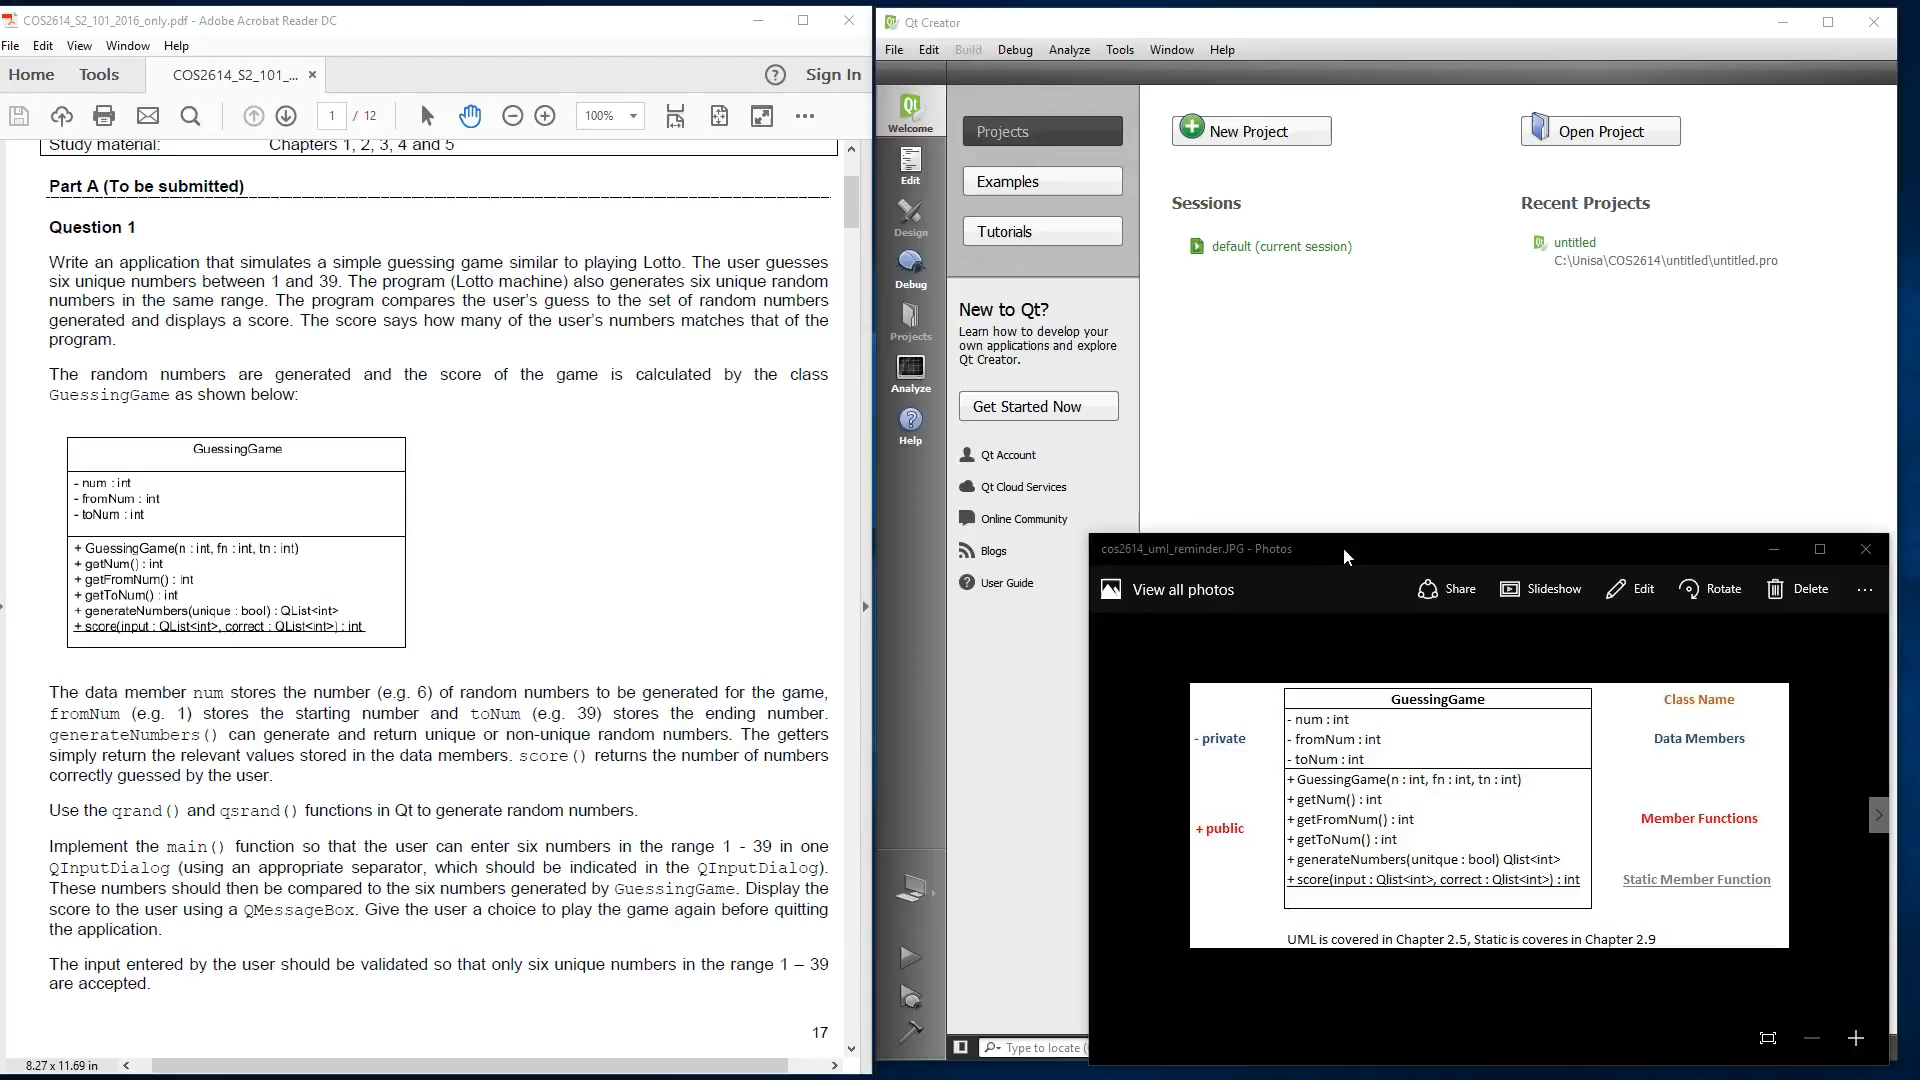 COS2614_S2_101_2016_only.pdf - Adobe Acrobat Reader DC
File Edit View Window Help
Home Tools COS2614_S2_101_... × Sign In
1 / 12 100%
Study material: Chapters 1, 2, 3, 4 and 5
Part A (To be submitted)
Question 1
Write an application that simulates a simple guessing game similar to playing Lotto. The user guesses
six unique numbers between 1 and 39. The program (Lotto machine) also generates six unique random
numbers in the same range. The program compares the user's guess to the set of random numbers
generated and displays a score. The score says how many of the user's numbers matches that of the
program.
The random numbers are generated and the score of the game is calculated by the class
GuessingGame as shown below:
GuessingGame
- num : int
- fromNum : int
- toNum : int
+ GuessingGame(n : int, fn : int, tn : int)
+ getNum() : int
+ getFromNum() : int
+ getToNum() : int
+ generateNumbers(unique : bool) : QList<int>
+ score(input : QList<int>, correct : QList<int>) : int
The data member num stores the number (e.g. 6) of random numbers to be generated for the game,
fromNum (e.g. 1) stores the starting number and toNum (e.g. 39) stores the ending number.
generateNumbers() can generate and return unique or non-unique random numbers. The getters
simply return the relevant values stored in the data members. score() returns the number of numbers
correctly guessed by the user.
Use the qrand() and qsrand() functions in Qt to generate random numbers.
Implement the main() function so that the user can enter six numbers in the range 1 - 39 in one
QInputDialog (using an appropriate separator, which should be indicated in the QInputDialog).
These numbers should then be compared to the six numbers generated by GuessingGame. Display the
score to the user using a QMessageBox. Give the user a choice to play the game again before quitting
the application.
The input entered by the user should be validated so that only six unique numbers in the range 1 – 39
are accepted.
17
8.27 x 11.69 in
Qt Creator
File Edit Build Debug Analyze Tools Window Help
Qt
Welcome
Edit
Design
Debug
Projects
Analyze
Help
Projects
Examples
Tutorials
New to Qt?
Learn how to develop your
own applications and explore
Qt Creator.
Get Started Now
Qt Account
Qt Cloud Services
Online Community
Blogs
User Guide
New Project Open Project
Sessions Recent Projects
default (current session) untitled
C:\Unisa\COS2614\untitled\untitled.pro
Type to locate (
cos2614_uml_reminder.JPG - Photos
View all photos Share Slideshow Edit Rotate Delete ...
GuessingGame Class Name
- num : int
- private - fromNum : int Data Members
- toNum : int
+ GuessingGame(n : int, fn : int, tn : int)
+ getNum() : int
+ public + getFromNum() : int Member Functions
+ getToNum() : int
+ generateNumbers(unitque : bool) Qlist<int>
+ score(input : Qlist<int>, correct : Qlist<int>) : int Static Member Function
UML is covered in Chapter 2.5, Static is coveres in Chapter 2.9